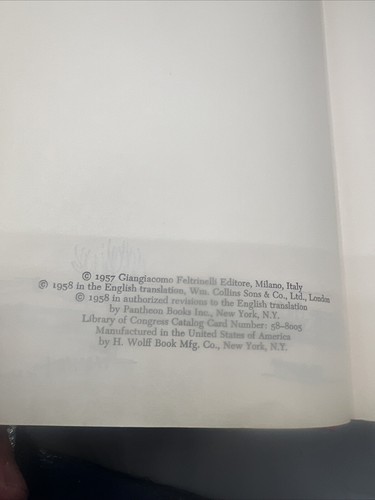 © 1957 Giangiacomo Feltrinelli Editore, Milano, Italy
© 1958 in the English translation, Wm. Collins Sons & Co., Ltd., London
© 1958 in authorized revisions to the English translation
by Pantheon Books Inc., New York, N.Y.
Library of Congress Catalog Card Number: 58-8005
Manufactured in the United States of America
by H. Wolff Book Mfg. Co., New York, N.Y.